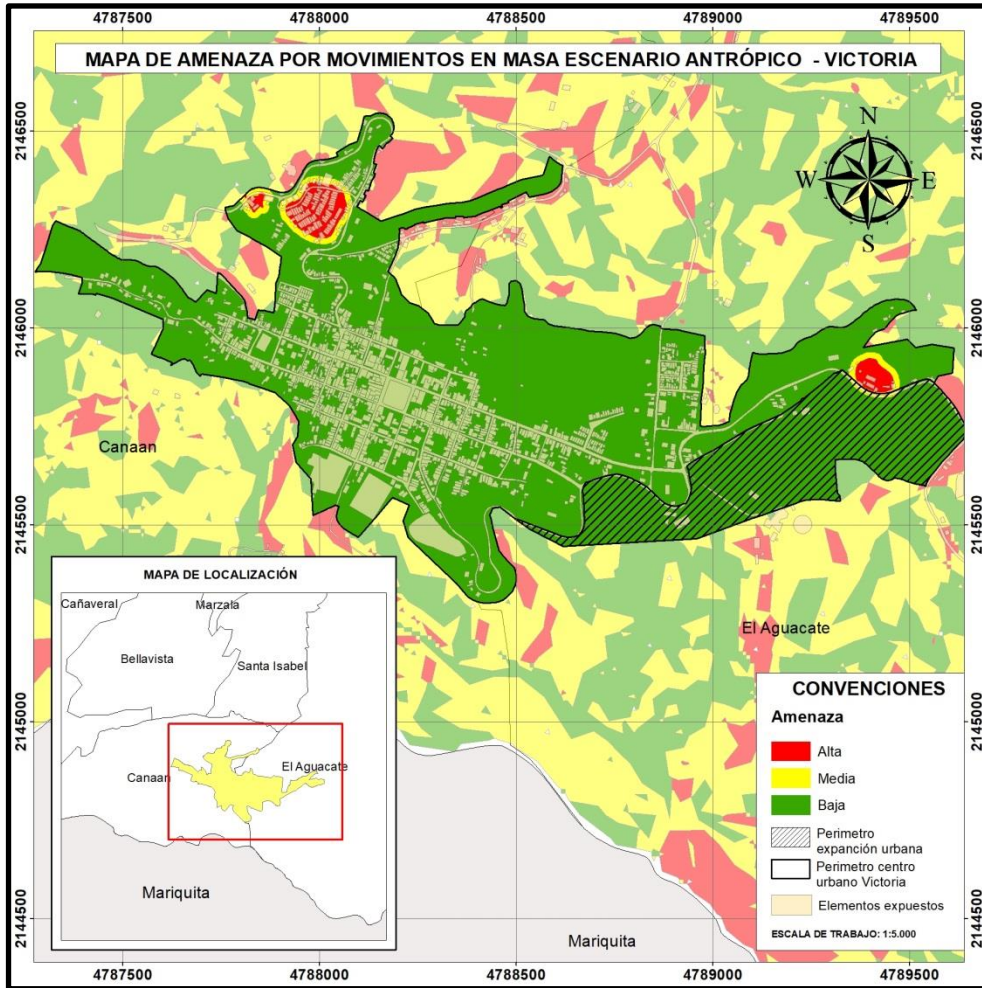 4787500 4788000 4788500 4789000 4789500
MAPA DE AMENAZA POR MOVIMIENTOS EN MASA ESCENARIO ANTRÓPICO - VICTORIA
2146500
2146500
N
W
E
S
2146000
2146000
Canaan
2145500
2145500
El Aguacate
2145000
2145000
2144500
2144500
Mariquita
MAPA DE LOCALIZACIÓN
Cañaveral
Marzala
Bellavista
Santa Isabel
Canaan
El Aguacate
Mariquita
CONVENCIONES
Amenaza
Alta
Media
Baja
Perimetro
expanción urbana
Perimetro centro
urbano Victoria
Elementos expuestos
ESCALA DE TRABAJO: 1:5.000
4787500 4788000 4788500 4789000 4789500